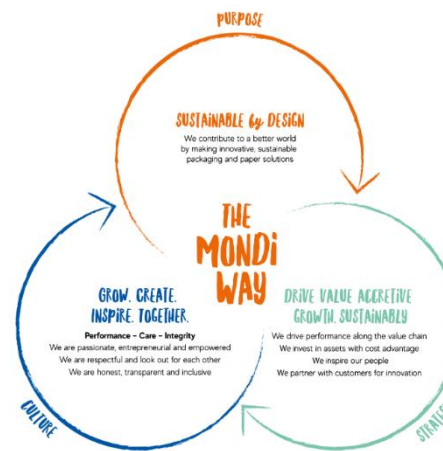 PURPOSE
SUSTAINABLE by DESIGN
We contribute to a better world
by making innovative, sustainable
packaging and paper solutions
THE
MONDi
WAY
GROW. CREATE.
INSPIRE. TOGETHER.
Performance – Care – Integrity
We are passionate, entrepreneurial and empowered
We are respectful and look out for each other
We are honest, transparent and inclusive
DRIVE VALUE ACCRETIVE
GROWTH, SUSTAINABLY
We drive performance along the value chain
We invest in assets with cost advantage
We inspire our people
We partner with customers for innovation
CULTURE